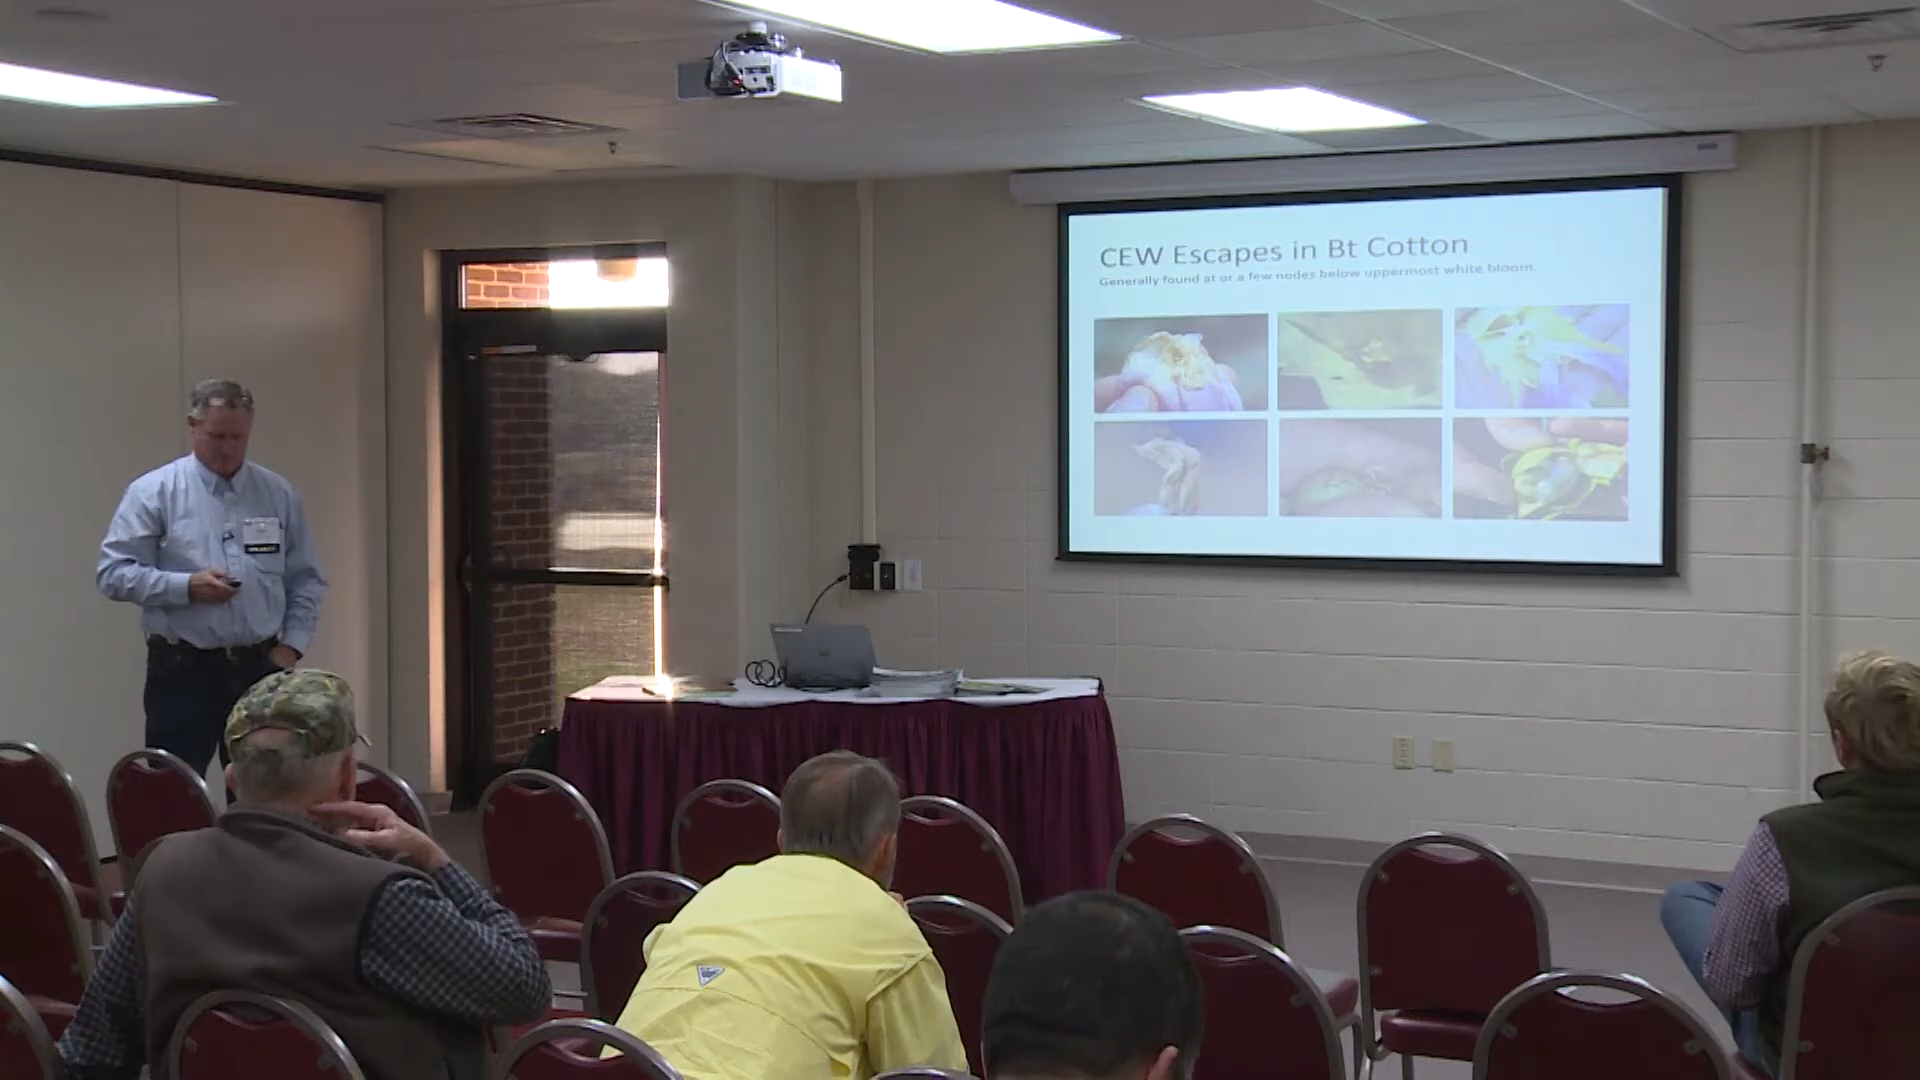 CEW Escapes in Bt Cotton
Generally found at or a few nodes below uppermost white bloom.